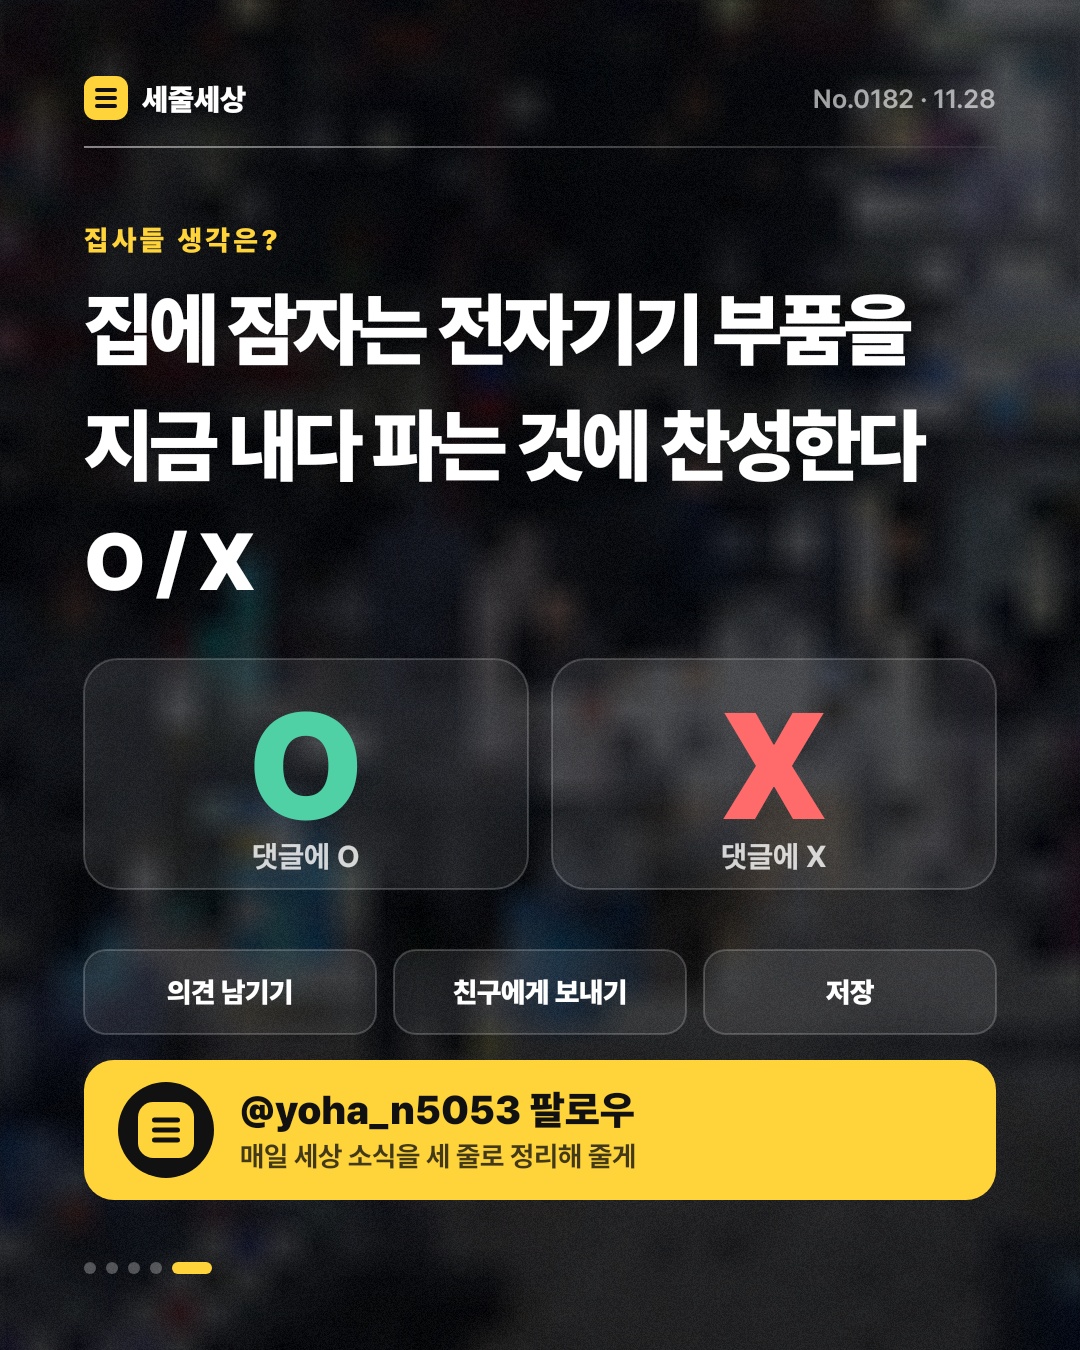 세줄세상
No.0182 · 11.28
집사들 생각은?
집에 잠자는 전자기기 부품을
지금 내다 파는 것에 찬성한다
O / X
O
댓글에 O
X
댓글에 X
의견 남기기
친구에게 보내기
저장
@yoha_n5053 팔로우
매일 세상 소식을 세 줄로 정리해 줄게